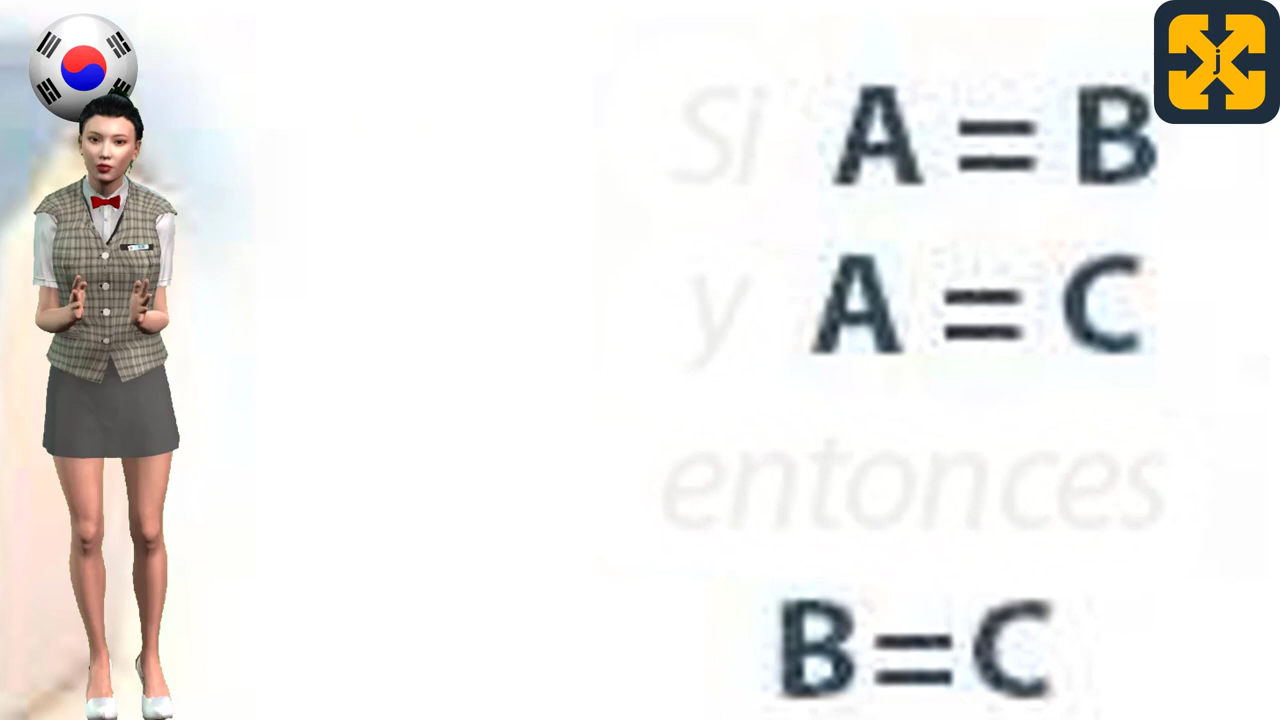 j
Si A = B
y A = C
entonces
B=C